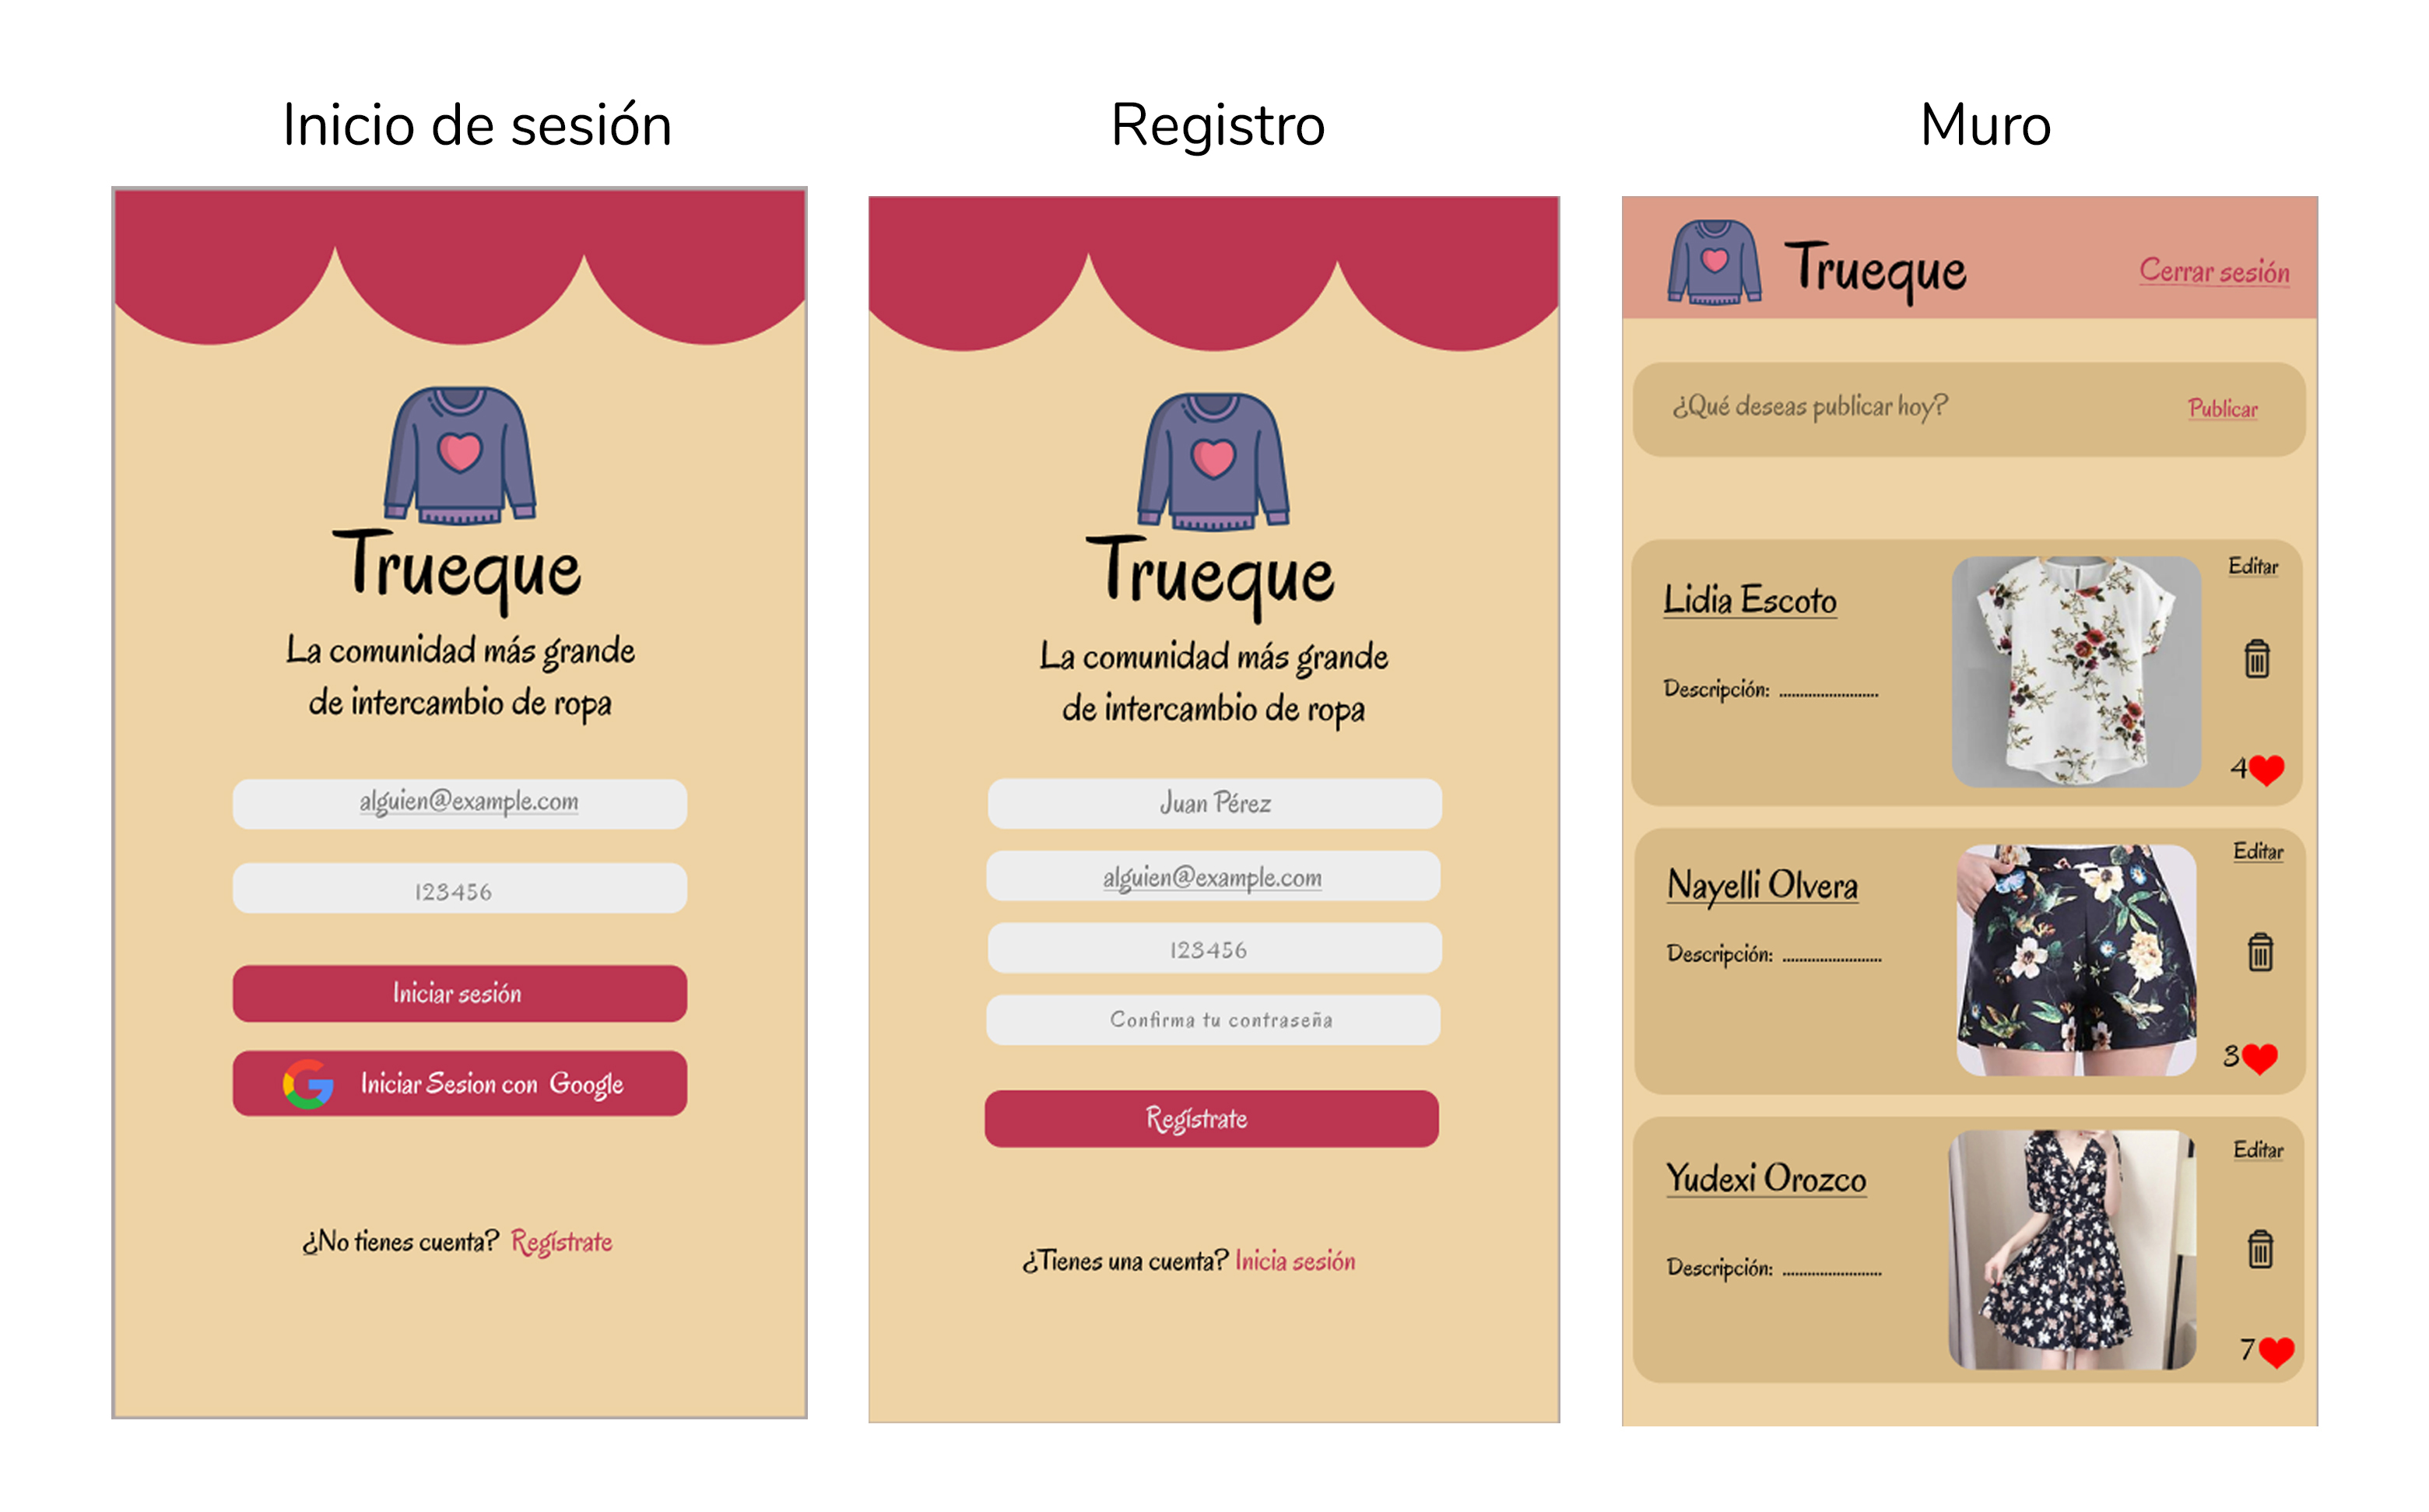 Inicio de sesión
Trueque
La comunidad más grande
de intercambio de ropa
alguien@example.com
123456
Iniciar sesión
Iniciar Sesion con Google
¿No tienes cuenta? Regístrate
Registro
Trueque
La comunidad más grande
de intercambio de ropa
Juan Pérez
alguien@example.com
123456
Confirma tu contraseña
Regístrate
¿Tienes una cuenta? Inicia sesión
Muro
Trueque
Cerrar sesión
¿Qué deseas publicar hoy?
Publicar
Lidia Escoto
Editar
Descripción: ........................
4
Nayelli Olvera
Editar
Descripción: ........................
3
Yudexi Orozco
Editar
Descripción: ........................
7